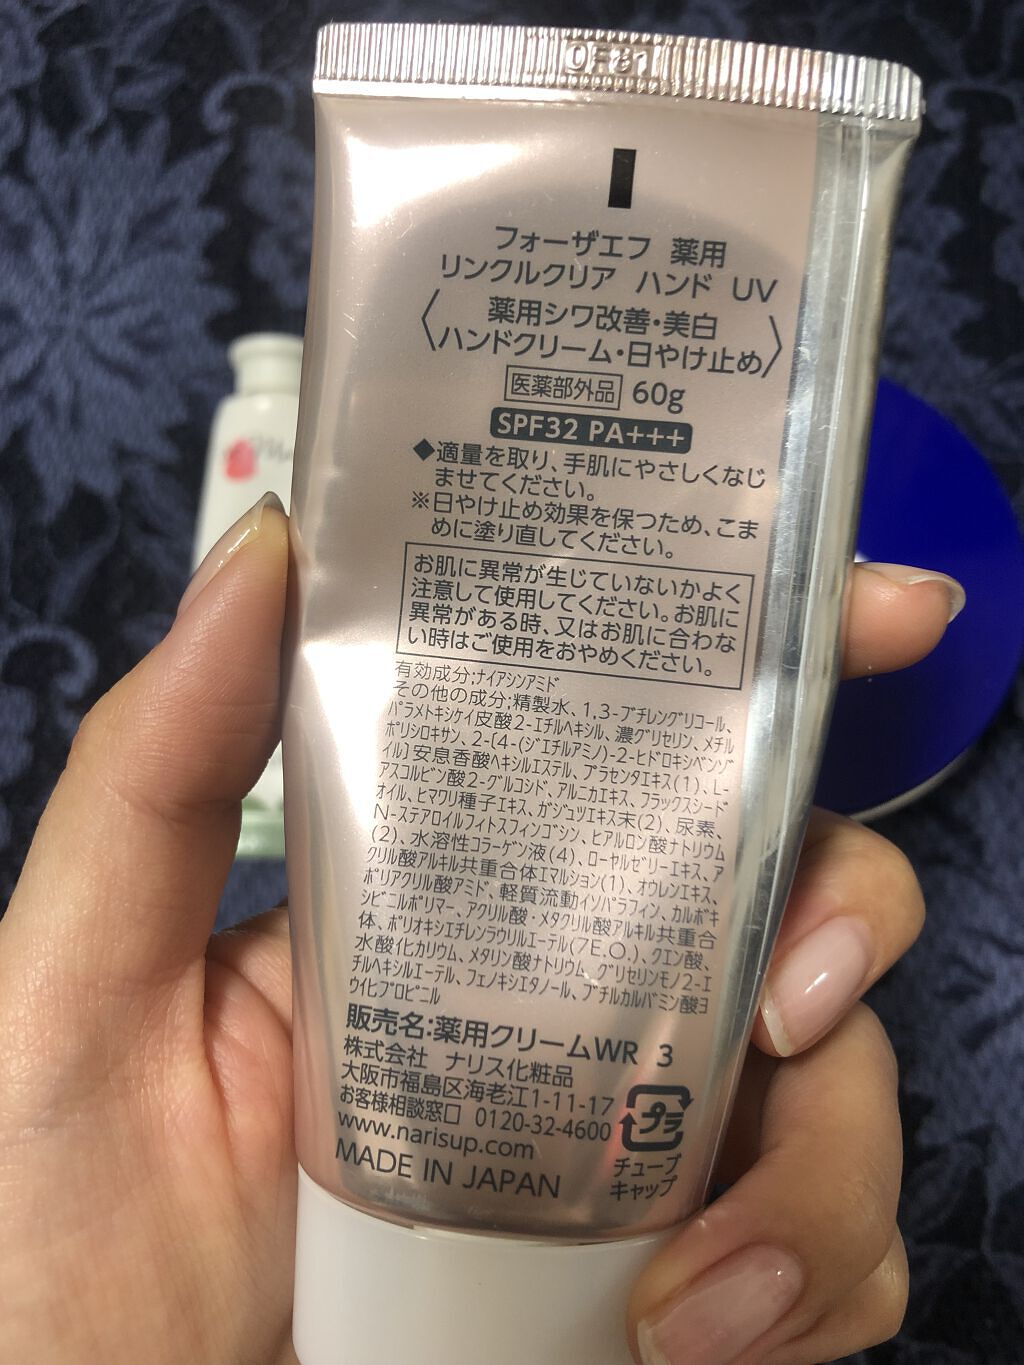 フォーザエフ 薬用
リンクルクリア ハンド UV
〈薬用シワ改善・美白
ハンドクリーム・日やけ止め〉
医薬部外品 60g
SPF32 PA+++
◆適量を取り、手肌にやさしくなじ
ませてください。
※日やけ止め効果を保つため、こま
めに塗り直してください。
お肌に異常が生じていないかよく
注意して使用してください。お肌に
異常がある時、又はお肌に合わな
い時はご使用をおやめください。
有効成分;ナイアシンアミド
その他の成分;精製水、1,3-ブチレングリコール、
パラメトキシケイ皮酸2-エチルヘキシル、濃グリセリン、メチル
ポリシロキサン、2-[4-(ジエチルアミノ)-2-ヒドロキシベンゾ
イル]安息香酸ヘキシルエステル、プラセンタエキス(1)、L-
アスコルビン酸2-グルコシド、アルニカエキス、フラックスシード
オイル、ヒマワリ種子エキス、ガジュツエキス末(2)、尿素、
N-ステアロイルフィトスフィンゴシン、ヒアルロン酸ナトリウム
(2)、水溶性コラーゲン液(4)、ローヤルゼリーエキス、ア
クリル酸アルキル共重合体エマルション(1)、オウレンエキス、
ポリアクリル酸アミド、軽質流動イソパラフィン、カルボキ
シビニルポリマー、アクリル酸・メタクリル酸アルキル共重合
体、ポリオキシエチレンラウリルエーテル(7E.O.)、クエン酸、
水酸化カリウム、メタリン酸ナトリウム、グリセリンモノ2-エ
チルヘキシルエーテル、フェノキシエタノール、ブチルカルバミン酸ヨ
ウ化プロピニル
販売名:薬用クリームWR 3
株式会社 ナリス化粧品
大阪市福島区海老江1-11-17
お客様相談窓口 0120-32-4600
www.narisup.com
MADE IN JAPAN
プラ
チューブ
キャップ